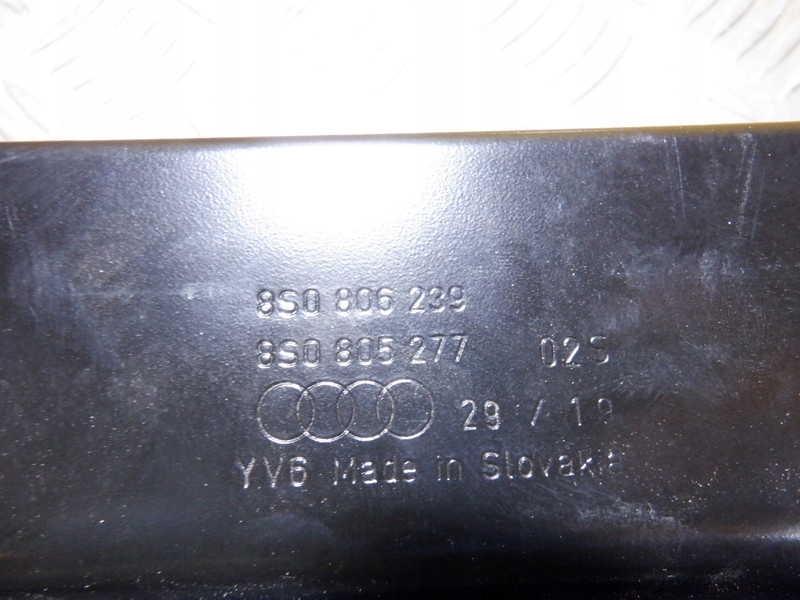 8S0 806 239
8S0 805 277 02S
29 / 19
YV6 Made in Slovakia